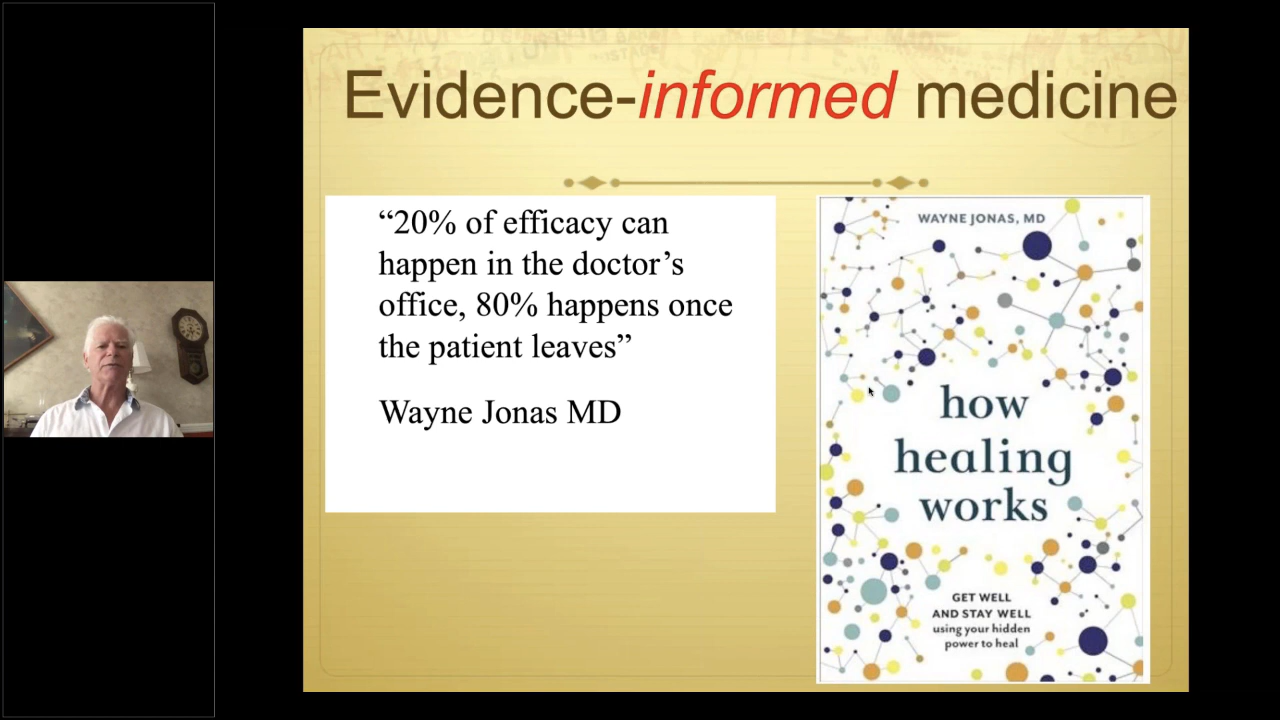 Evidence-informed medicine
“20% of efficacy can
happen in the doctor’s
office, 80% happens once
the patient leaves”
Wayne Jonas MD
WAYNE JONAS, MD
how
healing
works
GET WELL
AND STAY WELL
using your hidden
power to heal